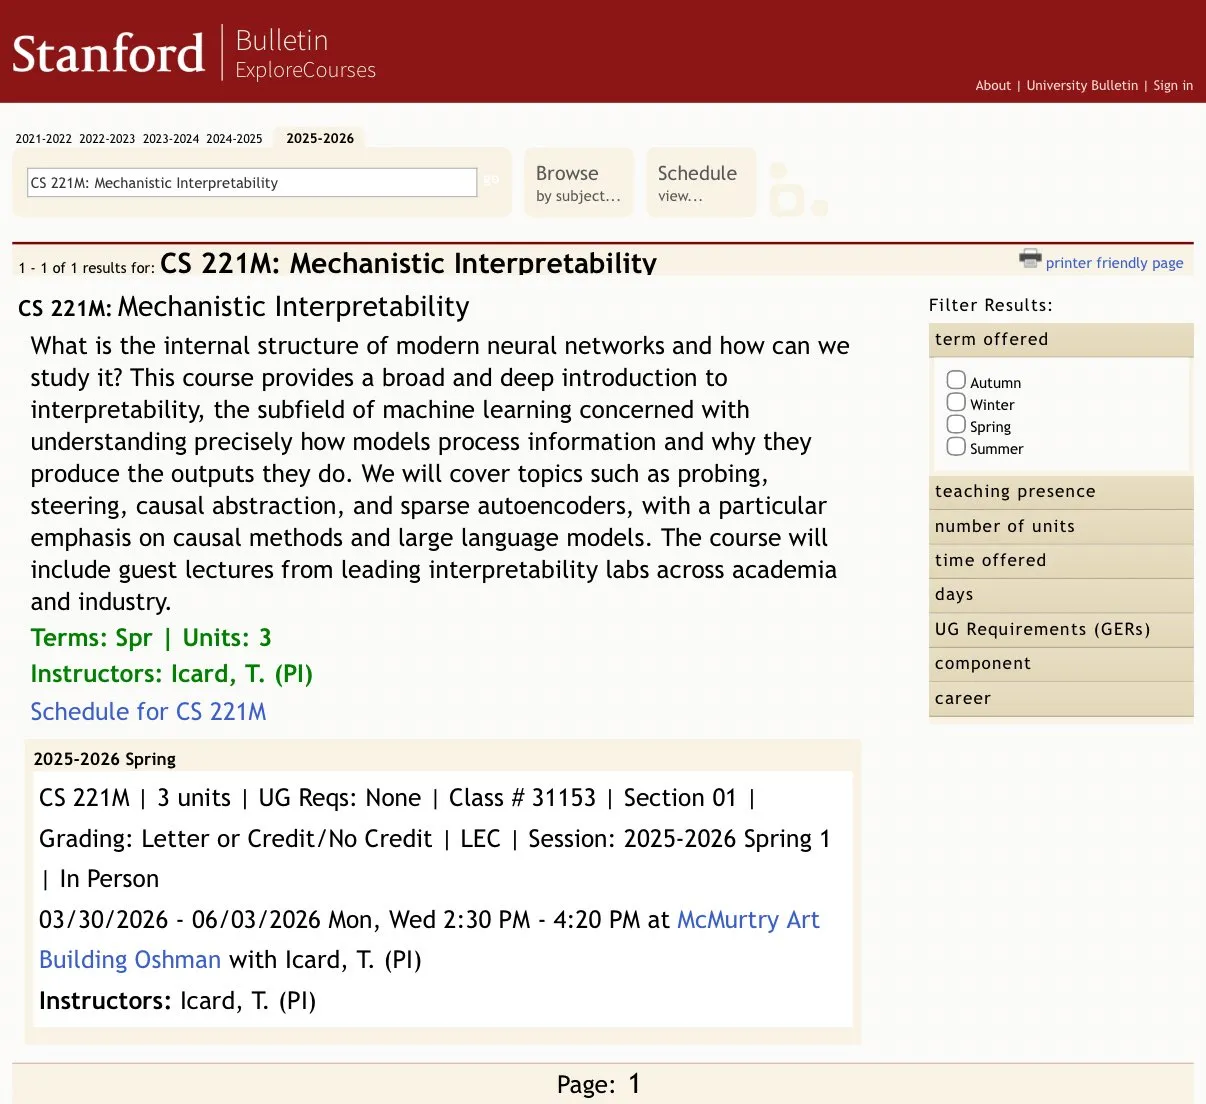 Stanford
Bulletin
ExploreCourses
About | University Bulletin | Sign in
2021-2022 2022-2023 2023-2024 2024-2025 2025-2026
CS 221M: Mechanistic Interpretability
go
Browse
by subject...
Schedule
view...
1 - 1 of 1 results for: CS 221M: Mechanistic Interpretability
printer friendly page
CS 221M: Mechanistic Interpretability
What is the internal structure of modern neural networks and how can we
study it? This course provides a broad and deep introduction to
interpretability, the subfield of machine learning concerned with
understanding precisely how models process information and why they
produce the outputs they do. We will cover topics such as probing,
steering, causal abstraction, and sparse autoencoders, with a particular
emphasis on causal methods and large language models. The course will
include guest lectures from leading interpretability labs across academia
and industry.
Terms: Spr | Units: 3
Instructors: Icard, T. (PI)
Schedule for CS 221M
2025-2026 Spring
CS 221M | 3 units | UG Reqs: None | Class # 31153 | Section 01 |
Grading: Letter or Credit/No Credit | LEC | Session: 2025-2026 Spring 1
| In Person
03/30/2026 - 06/03/2026 Mon, Wed 2:30 PM - 4:20 PM at McMurtry Art
Building Oshman with Icard, T. (PI)
Instructors: Icard, T. (PI)
Filter Results:
term offered
Autumn
Winter
Spring
Summer
teaching presence
number of units
time offered
days
UG Requirements (GERs)
component
career
Page: 1